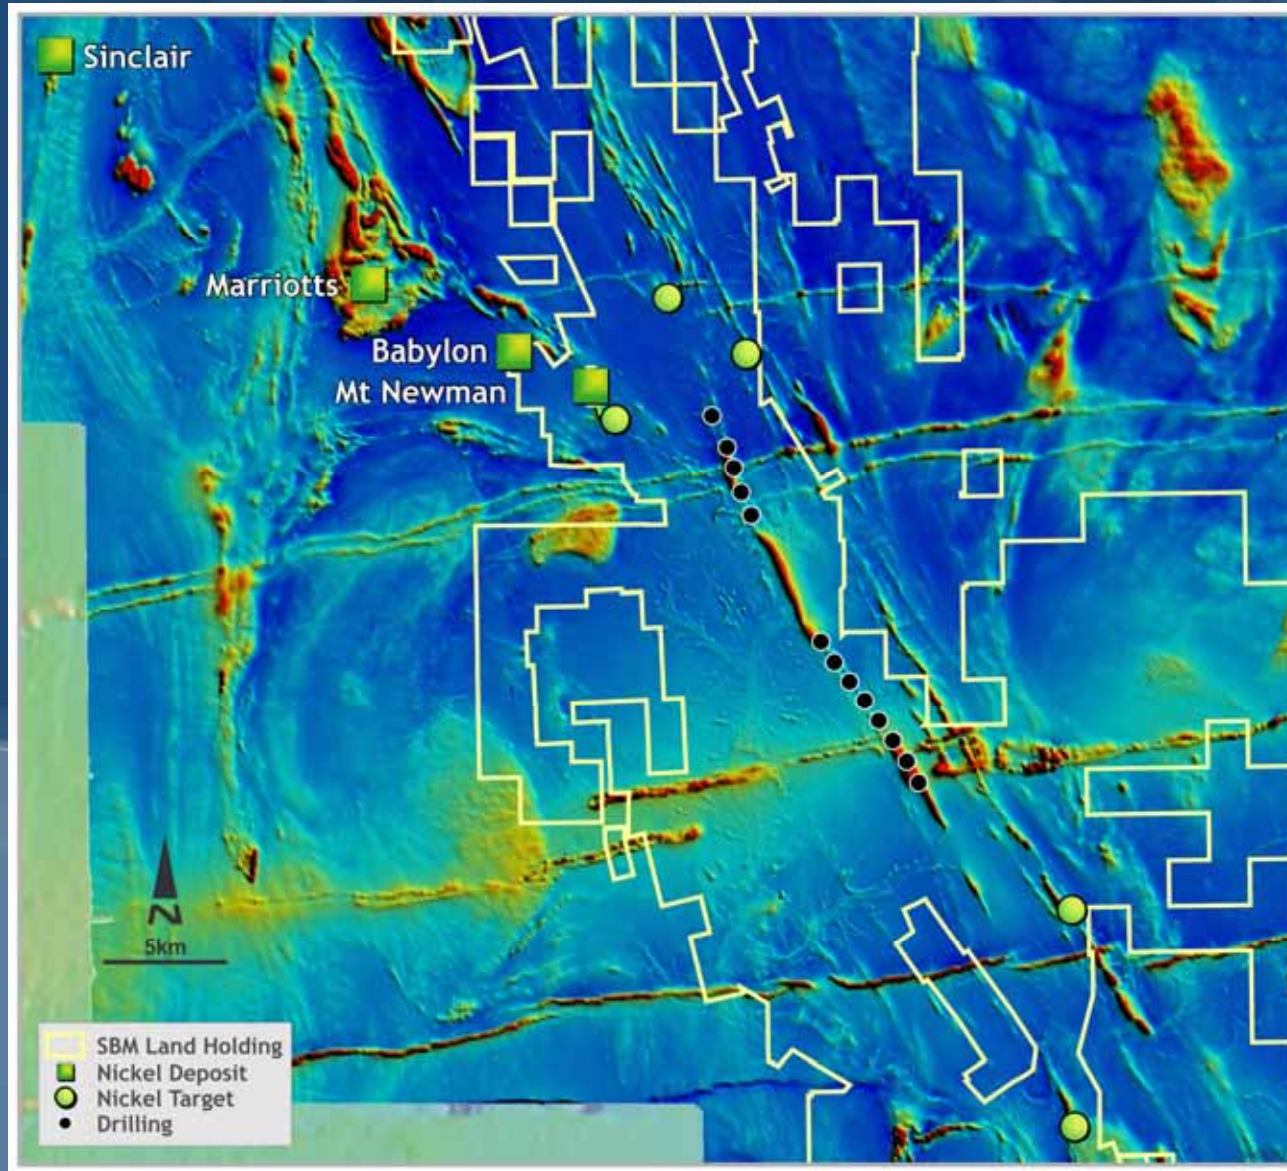 Sinclair
Marriotts
Babylon
Mt Newman
N
5km
SBM Land Holding
Nickel Deposit
Nickel Target
Drilling